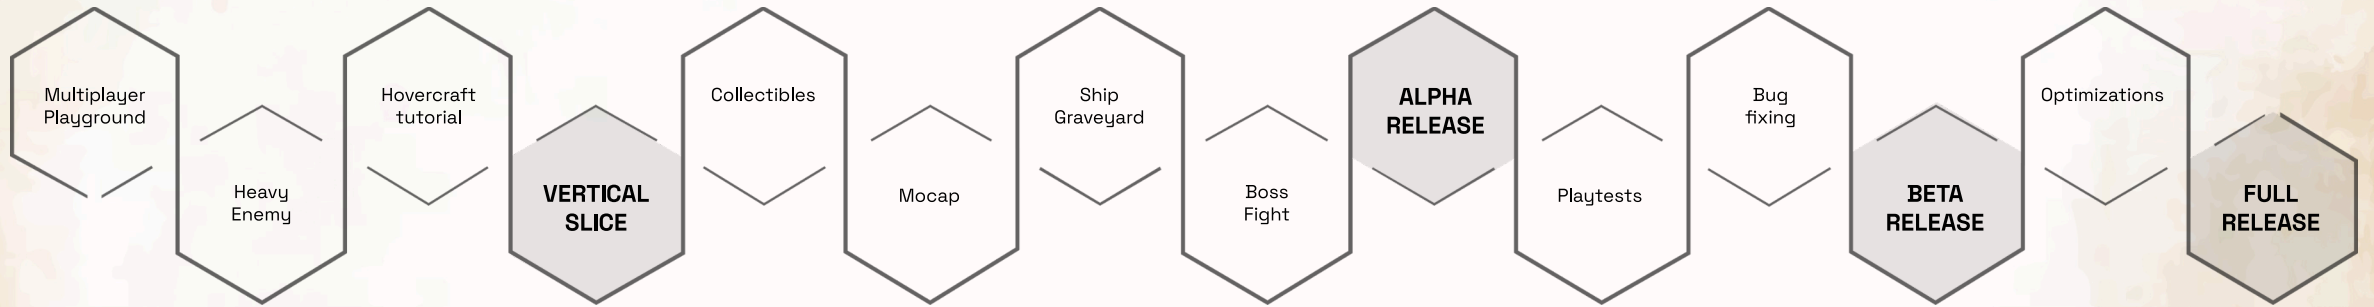 Multiplayer
Playground
Heavy
Enemy
Hovercraft
tutorial
VERTICAL
SLICE
Collectibles
Mocap
Ship
Graveyard
Boss
Fight
ALPHA
RELEASE
Playtests
Bug
fixing
BETA
RELEASE
Optimizations
FULL
RELEASE